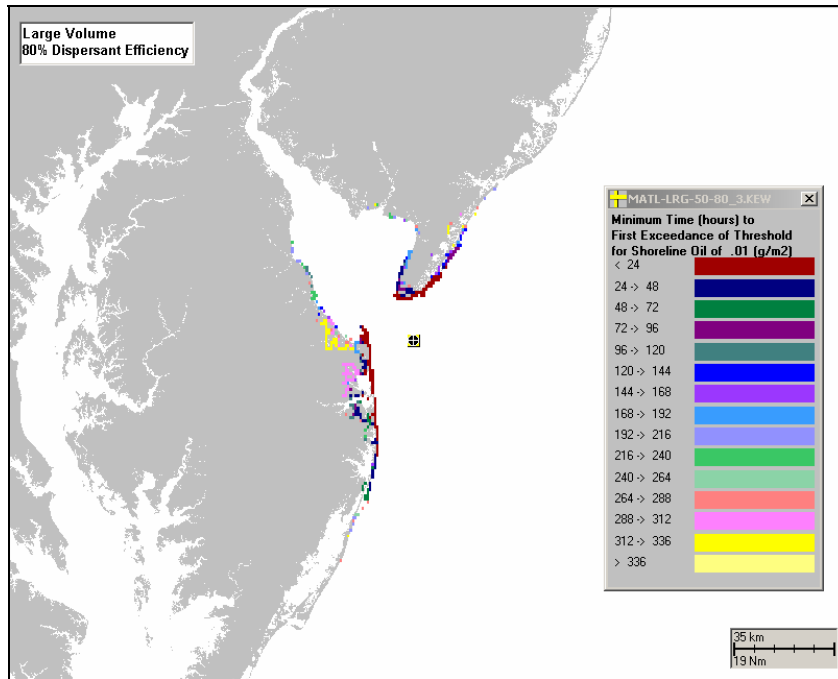 Large Volume
80% Dispersant Efficiency
MATL-LRG-50-80_3.KEW
Minimum Time (hours) to
First Exceedance of Threshold
for Shoreline Oil of .01 (g/m2)
< 24
24 -> 48
48 -> 72
72 -> 96
96 -> 120
120 -> 144
144 -> 168
168 -> 192
192 -> 216
216 -> 240
240 -> 264
264 -> 288
288 -> 312
312 -> 336
> 336
35 km
19 Nm